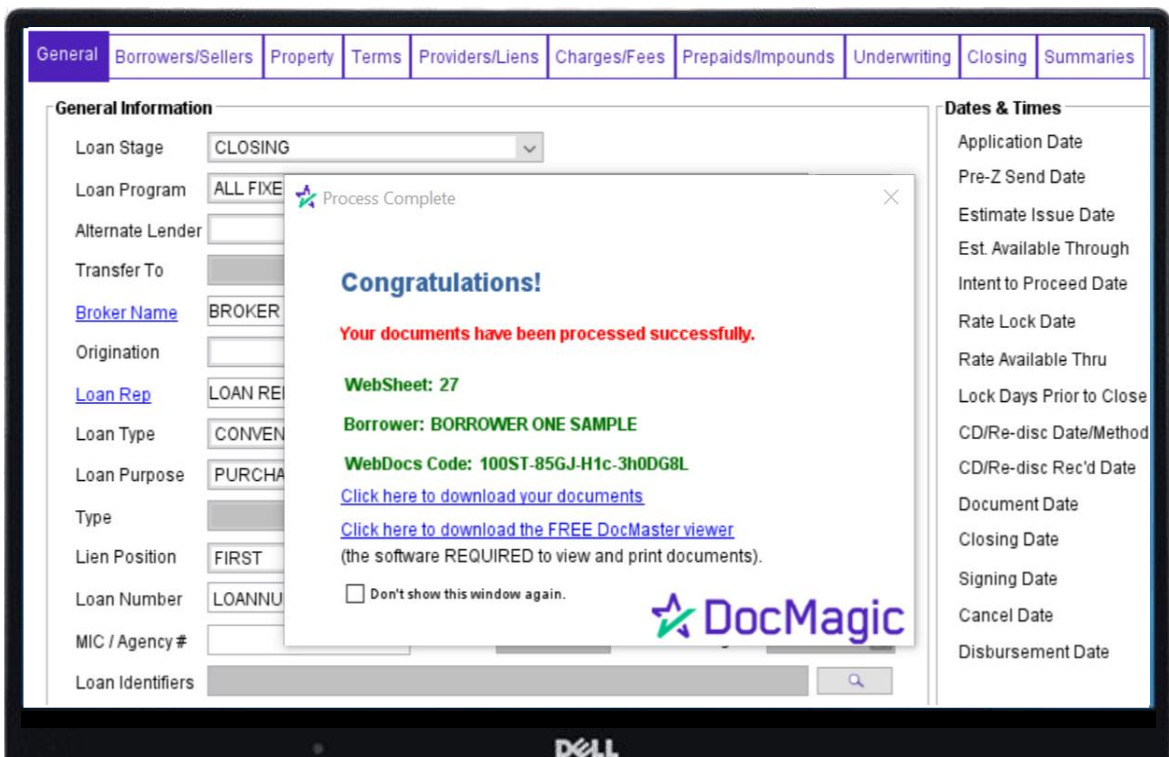 General Borrowers/Sellers Property Terms Providers/Liens Charges/Fees Prepaids/Impounds Underwriting Closing Summaries
General Information
Loan Stage CLOSING
Loan Program ALL FIXE
Alternate Lender
Transfer To
Broker Name BROKER
Origination
Loan Rep LOAN RE
Loan Type CONVEN
Loan Purpose PURCHA
Type
Lien Position FIRST
Loan Number LOANNU
MIC / Agency #
Loan Identifiers
Process Complete
Congratulations!
Your documents have been processed successfully.
WebSheet: 27
Borrower: BORROWER ONE SAMPLE
WebDocs Code: 100ST-85GJ-H1c-3h0DG8L
Click here to download your documents
Click here to download the FREE DocMaster viewer
(the software REQUIRED to view and print documents).
Don't show this window again.
DocMagic
Dates & Times
Application Date
Pre-Z Send Date
Estimate Issue Date
Est. Available Through
Intent to Proceed Date
Rate Lock Date
Rate Available Thru
Lock Days Prior to Close
CD/Re-disc Date/Method
CD/Re-disc Rec'd Date
Document Date
Closing Date
Signing Date
Cancel Date
Disbursement Date
DELL